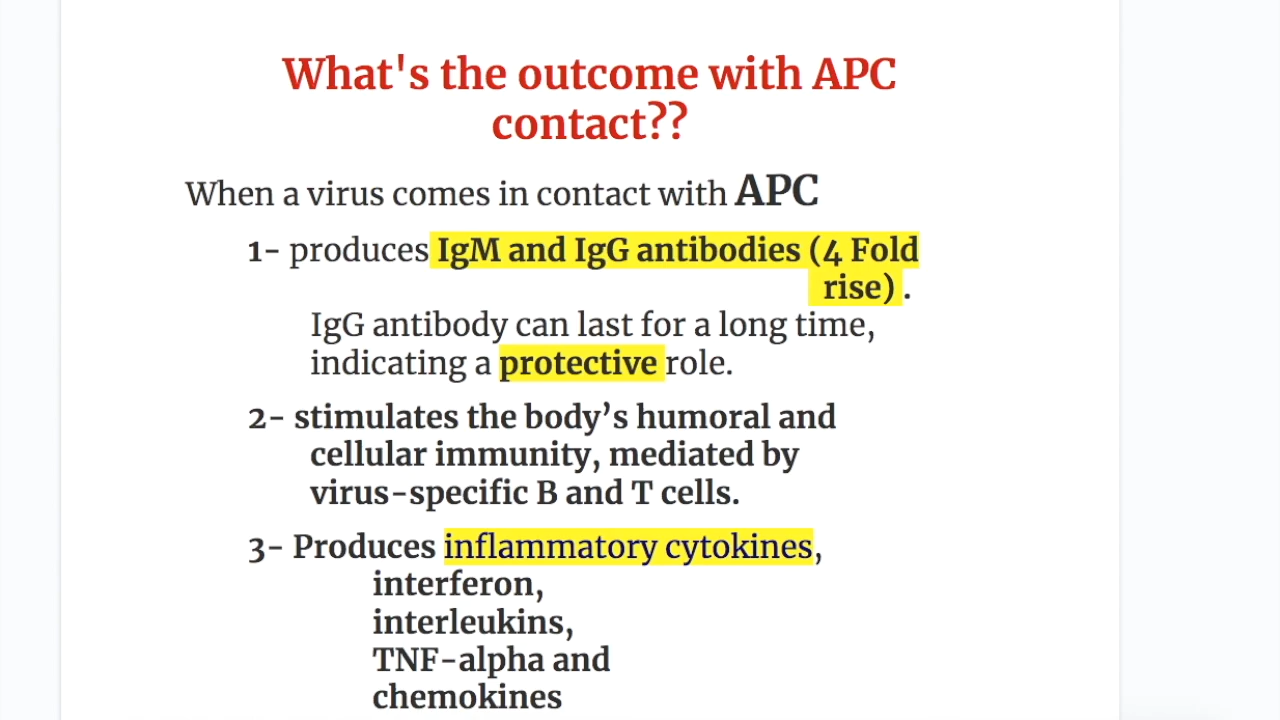 What's the outcome with APC
contact??
When a virus comes in contact with APC
1- produces IgM and IgG antibodies (4 Fold
rise) .
IgG antibody can last for a long time,
indicating a protective role.
2- stimulates the body’s humoral and
cellular immunity, mediated by
virus-specific B and T cells.
3- Produces inflammatory cytokines,
interferon,
interleukins,
TNF-alpha and
chemokines